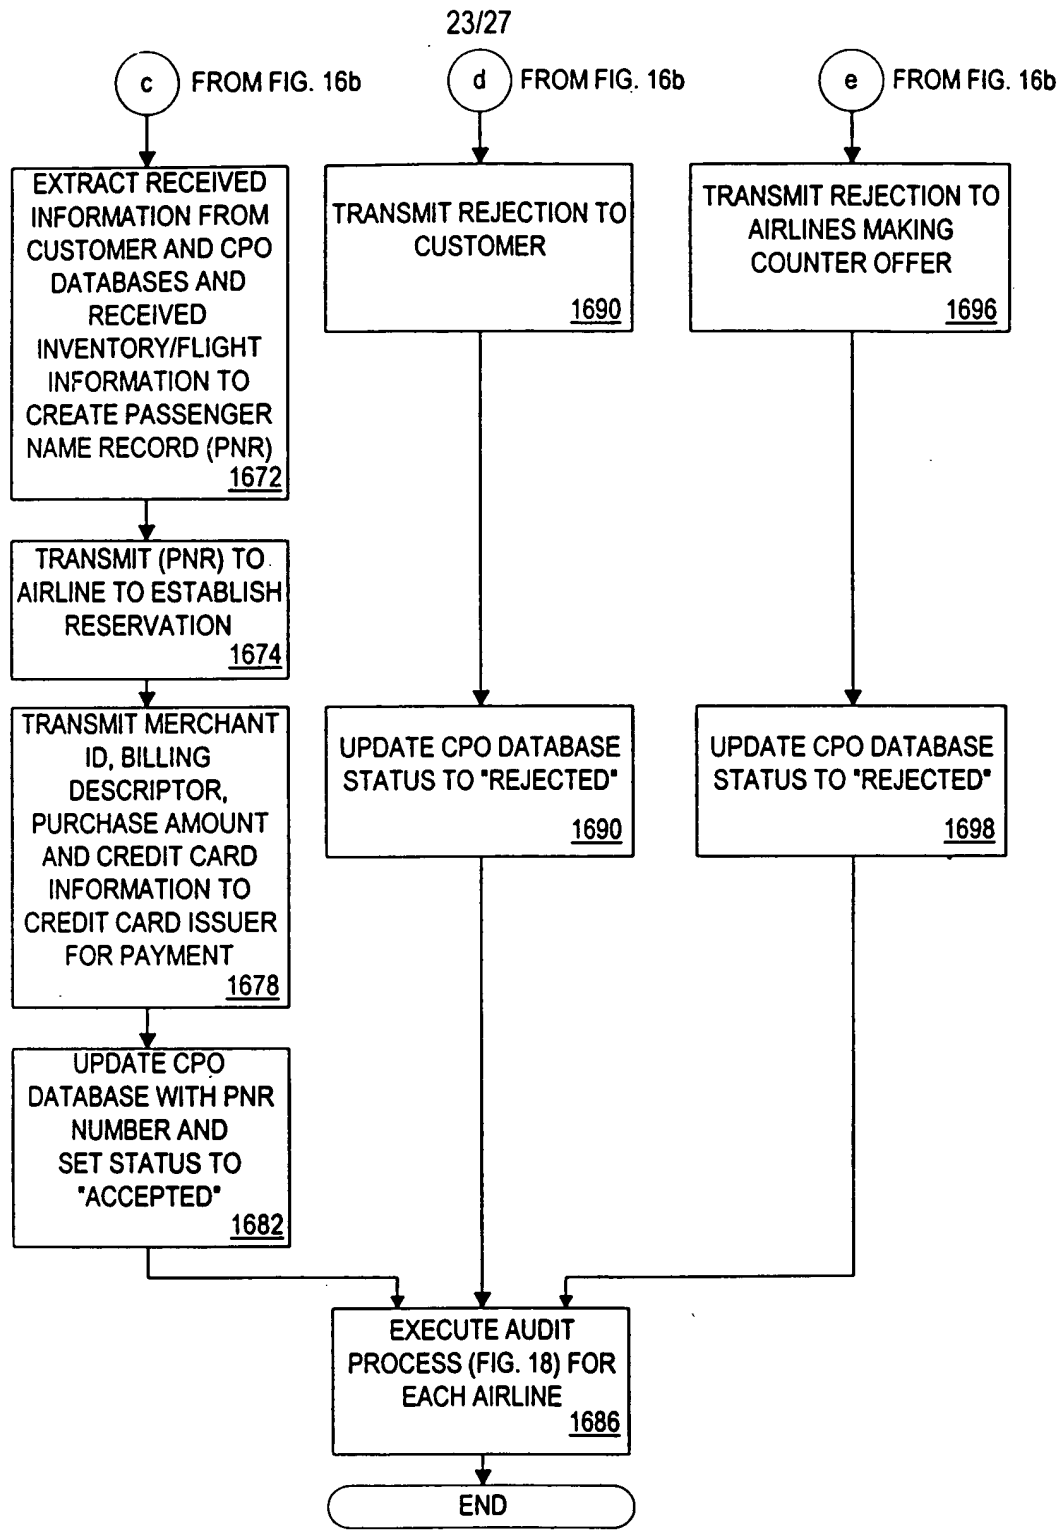 23/27
c FROM FIG. 16b
EXTRACT RECEIVED
INFORMATION FROM
CUSTOMER AND CPO
DATABASES AND
RECEIVED
INVENTORY/FLIGHT
INFORMATION TO
CREATE PASSENGER
NAME RECORD (PNR)
1672
TRANSMIT (PNR) TO
AIRLINE TO ESTABLISH
RESERVATION
1674
TRANSMIT MERCHANT
ID, BILLING
DESCRIPTOR,
PURCHASE AMOUNT
AND CREDIT CARD
INFORMATION TO
CREDIT CARD ISSUER
FOR PAYMENT
1678
UPDATE CPO
DATABASE WITH PNR
NUMBER AND
SET STATUS TO
"ACCEPTED"
1682
d FROM FIG. 16b
TRANSMIT REJECTION TO
CUSTOMER
1690
UPDATE CPO DATABASE
STATUS TO "REJECTED"
1690
e FROM FIG. 16b
TRANSMIT REJECTION TO
AIRLINES MAKING
COUNTER OFFER
1696
UPDATE CPO DATABASE
STATUS TO "REJECTED"
1698
EXECUTE AUDIT
PROCESS (FIG. 18) FOR
EACH AIRLINE
1686
END